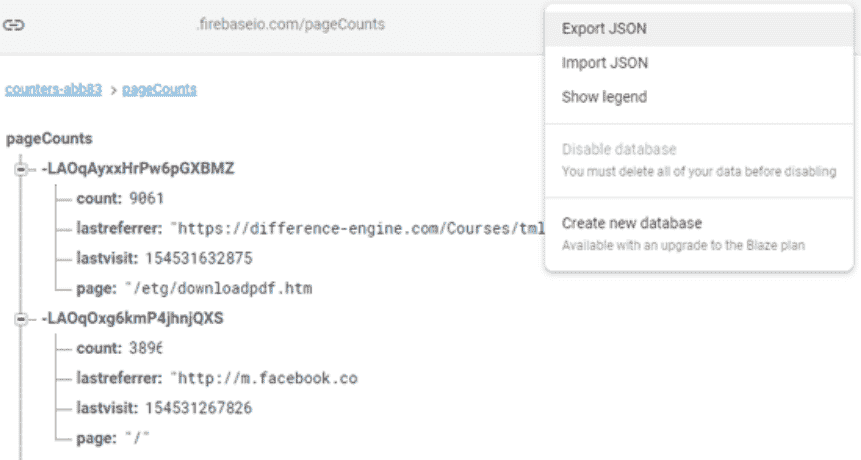 .firebaseio.com/pageCounts
Export JSON
Import JSON
Show legend
Disable database
You must delete all of your data before disabling
Create new database
Available with an upgrade to the Blaze plan
counters-abb83 > pageCounts
pageCounts
-LAOqAyxxHrPw6pGXBMZ
count: 9061
lastreferrer: "https://difference-engine.com/Courses/tml
lastvisit: 154531632875
page: "/etg/downloadpdf.htm
-LAOqOxg6kmP4jhnjQXS
count: 3896
lastreferrer: "http://m.facebook.co
lastvisit: 154531267826
page: "/"